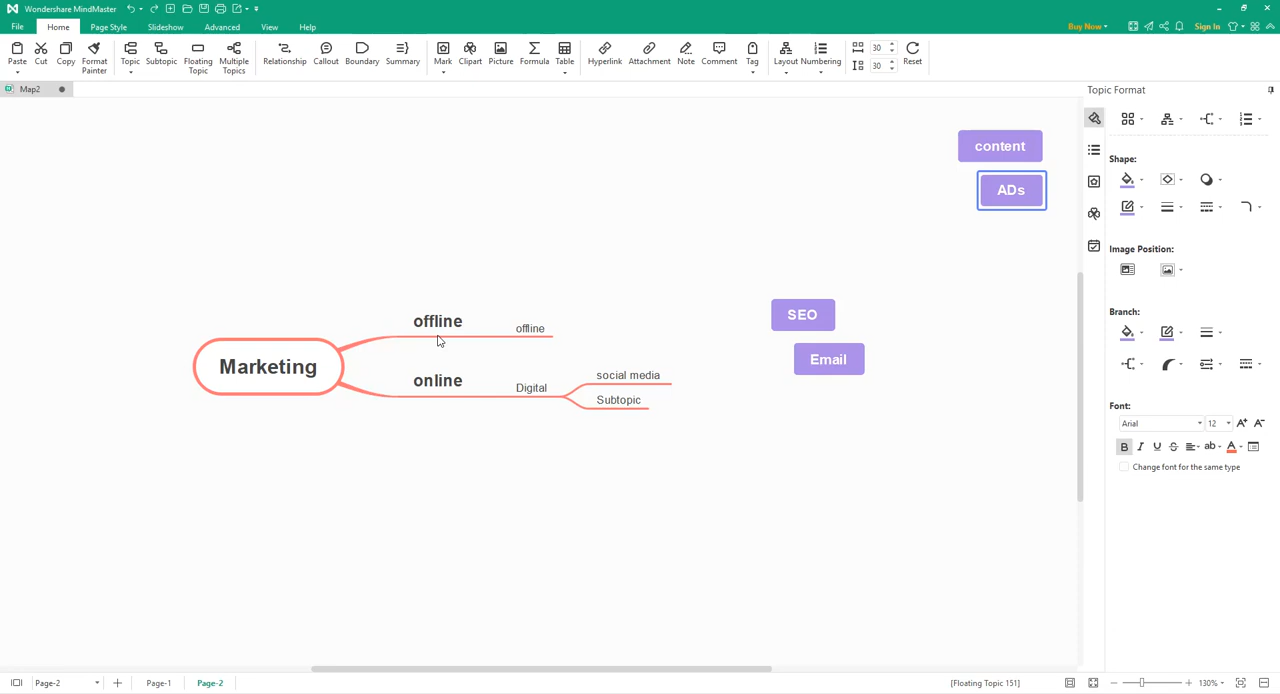 Wondershare MindMaster
File Home Page Style Slideshow Advanced View Help
Buy Now Sign In
Paste Cut Copy Format Painter Topic Subtopic Floating Topic Multiple Topics Relationship Callout Boundary Summary Mark Clipart Picture Formula Table Hyperlink Attachment Note Comment Tag Layout Numbering 30 30 Reset
Map2
Topic Format
content
ADs
Shape:
Image Position:
offline
offline
SEO
Branch:
Marketing
Email
online
Digital
social media
Subtopic
Font:
Arial 12 A+ A-
B I U S ab A
Change font for the same type
Page-2 Page-1 Page-2 [Floating Topic 151] 130%